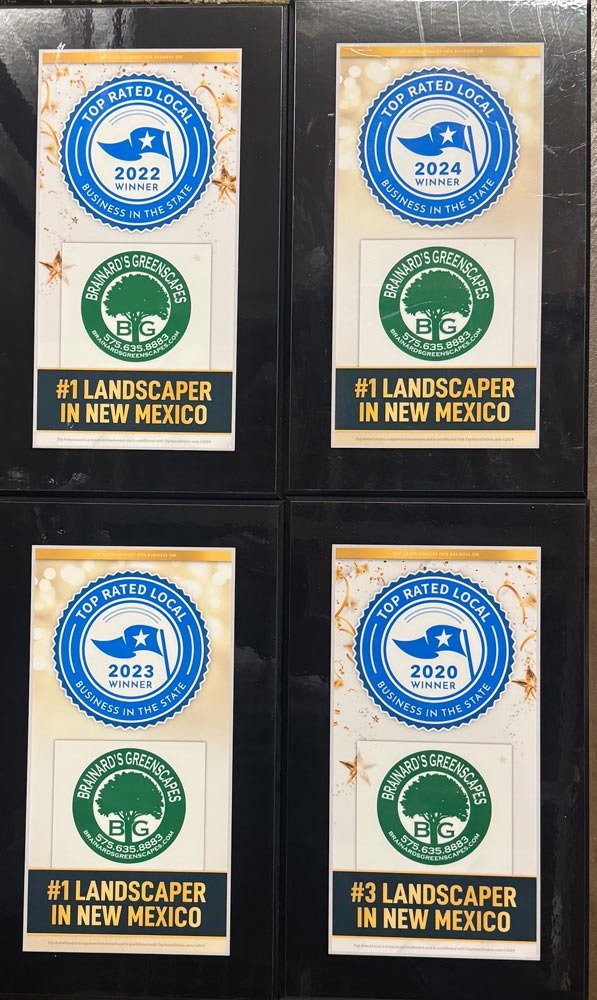 TOP RATED LOCAL
2022
WINNER
BUSINESS IN THE STATE
BRAINARD'S GREENSCAPES
BG
575.635.8883
BRAINARDSGREENSCAPES.COM
#1 LANDSCAPER
IN NEW MEXICO
TOP RATED LOCAL
2024
WINNER
BUSINESS IN THE STATE
BRAINARD'S GREENSCAPES
BG
575.635.8883
BRAINARDSGREENSCAPES.COM
#1 LANDSCAPER
IN NEW MEXICO
TOP RATED LOCAL
2023
WINNER
BUSINESS IN THE STATE
BRAINARD'S GREENSCAPES
BG
575.635.8883
BRAINARDSGREENSCAPES.COM
#1 LANDSCAPER
IN NEW MEXICO
TOP RATED LOCAL
2020
WINNER
BUSINESS IN THE STATE
BRAINARD'S GREENSCAPES
BG
575.635.8883
BRAINARDSGREENSCAPES.COM
#3 LANDSCAPER
IN NEW MEXICO